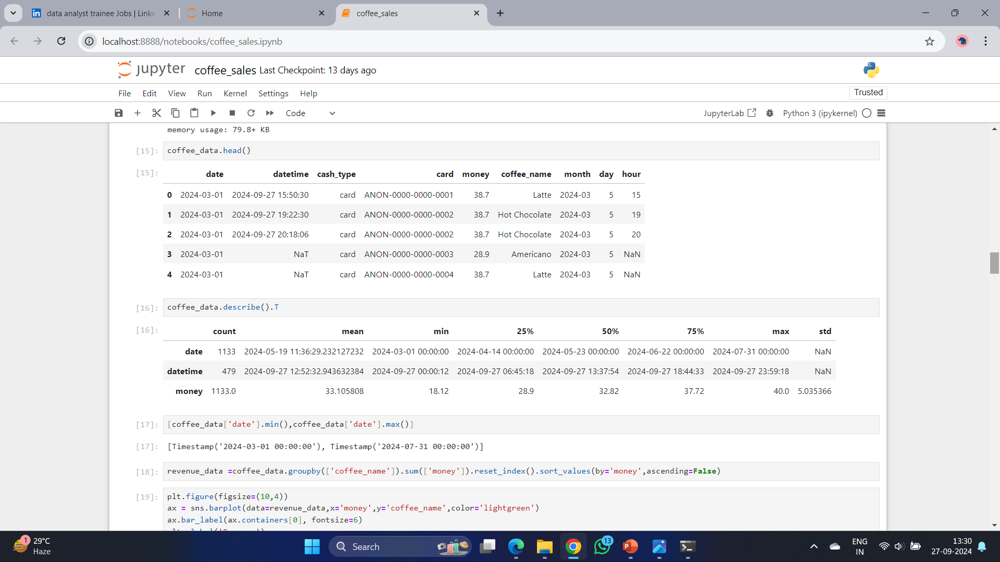 data analyst trainee Jobs | Linke
Home
coffee_sales
localhost:8888/notebooks/coffee_sales.ipynb
jupyter coffee_sales Last Checkpoint: 13 days ago
File Edit View Run Kernel Settings Help
Trusted
Code
JupyterLab
Python 3 (ipykernel)
memory usage: 79.8+ KB
[15]: coffee_data.head()
[15]: date datetime cash_type card money coffee_name month day hour
0 2024-03-01 2024-09-27 15:50:30 card ANON-0000-0000-0001 38.7 Latte 2024-03 5 15
1 2024-03-01 2024-09-27 19:22:30 card ANON-0000-0000-0002 38.7 Hot Chocolate 2024-03 5 19
2 2024-03-01 2024-09-27 20:18:06 card ANON-0000-0000-0002 38.7 Hot Chocolate 2024-03 5 20
3 2024-03-01 NaT card ANON-0000-0000-0003 28.9 Americano 2024-03 5 NaN
4 2024-03-01 NaT card ANON-0000-0000-0004 38.7 Latte 2024-03 5 NaN
[16]: coffee_data.describe().T
[16]: count mean min 25% 50% 75% max std
date 1133 2024-05-19 11:36:29.232127232 2024-03-01 00:00:00 2024-04-14 00:00:00 2024-05-23 00:00:00 2024-06-22 00:00:00 2024-07-31 00:00:00 NaN
datetime 479 2024-09-27 12:52:32.943632384 2024-09-27 00:00:12 2024-09-27 06:45:18 2024-09-27 13:37:54 2024-09-27 18:44:33 2024-09-27 23:59:18 NaN
money 1133.0 33.105808 18.12 28.9 32.82 37.72 40.0 5.035366
[17]: [coffee_data['date'].min(),coffee_data['date'].max()]
[17]: [Timestamp('2024-03-01 00:00:00'), Timestamp('2024-07-31 00:00:00')]
[18]: revenue_data =coffee_data.groupby(['coffee_name']).sum(['money']).reset_index().sort_values(by='money',ascending=False)
[19]: plt.figure(figsize=(10,4))
ax = sns.barplot(data=revenue_data,x='money',y='coffee_name',color='lightgreen')
ax.bar_label(ax.containers[0], fontsize=6)
1
29°C
Haze
Search
13
ENG
IN
13:30
27-09-2024